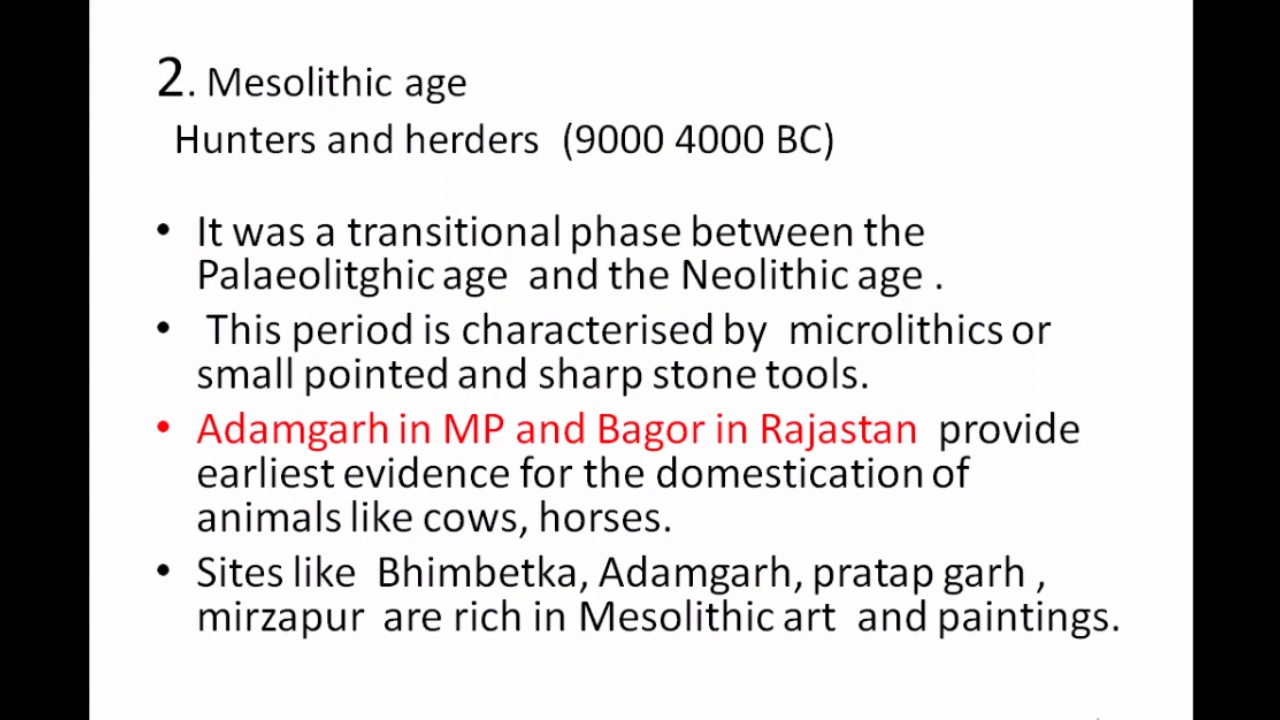 2. Mesolithic age
Hunters and herders (9000 4000 BC)
• It was a transitional phase between the
Palaeolitghic age and the Neolithic age .
• This period is characterised by microlithics or
small pointed and sharp stone tools.
• Adamgarh in MP and Bagor in Rajastan provide
earliest evidence for the domestication of
animals like cows, horses.
• Sites like Bhimbetka, Adamgarh, pratap garh ,
mirzapur are rich in Mesolithic art and paintings.